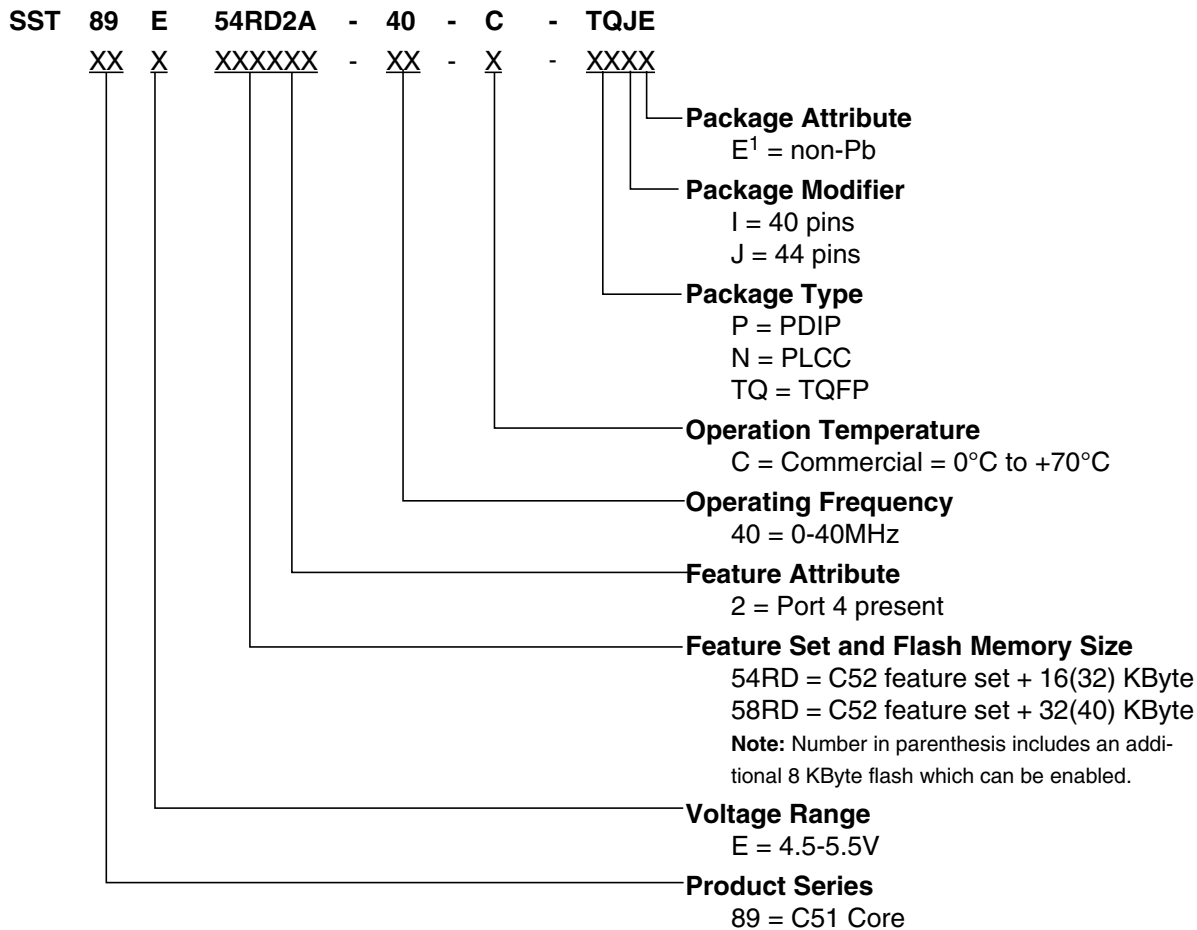 SST 89 E 54RD2A - 40 - C - TQJE
XX X XXXXXX - XX - X - XXXX
Package Attribute
E¹ = non-Pb
Package Modifier
I = 40 pins
J = 44 pins
Package Type
P = PDIP
N = PLCC
TQ = TQFP
Operation Temperature
C = Commercial = 0°C to +70°C
Operating Frequency
40 = 0-40MHz
Feature Attribute
2 = Port 4 present
Feature Set and Flash Memory Size
54RD = C52 feature set + 16(32) KByte
58RD = C52 feature set + 32(40) KByte
Note: Number in parenthesis includes an addi-
tional 8 KByte flash which can be enabled.
Voltage Range
E = 4.5-5.5V
Product Series
89 = C51 Core